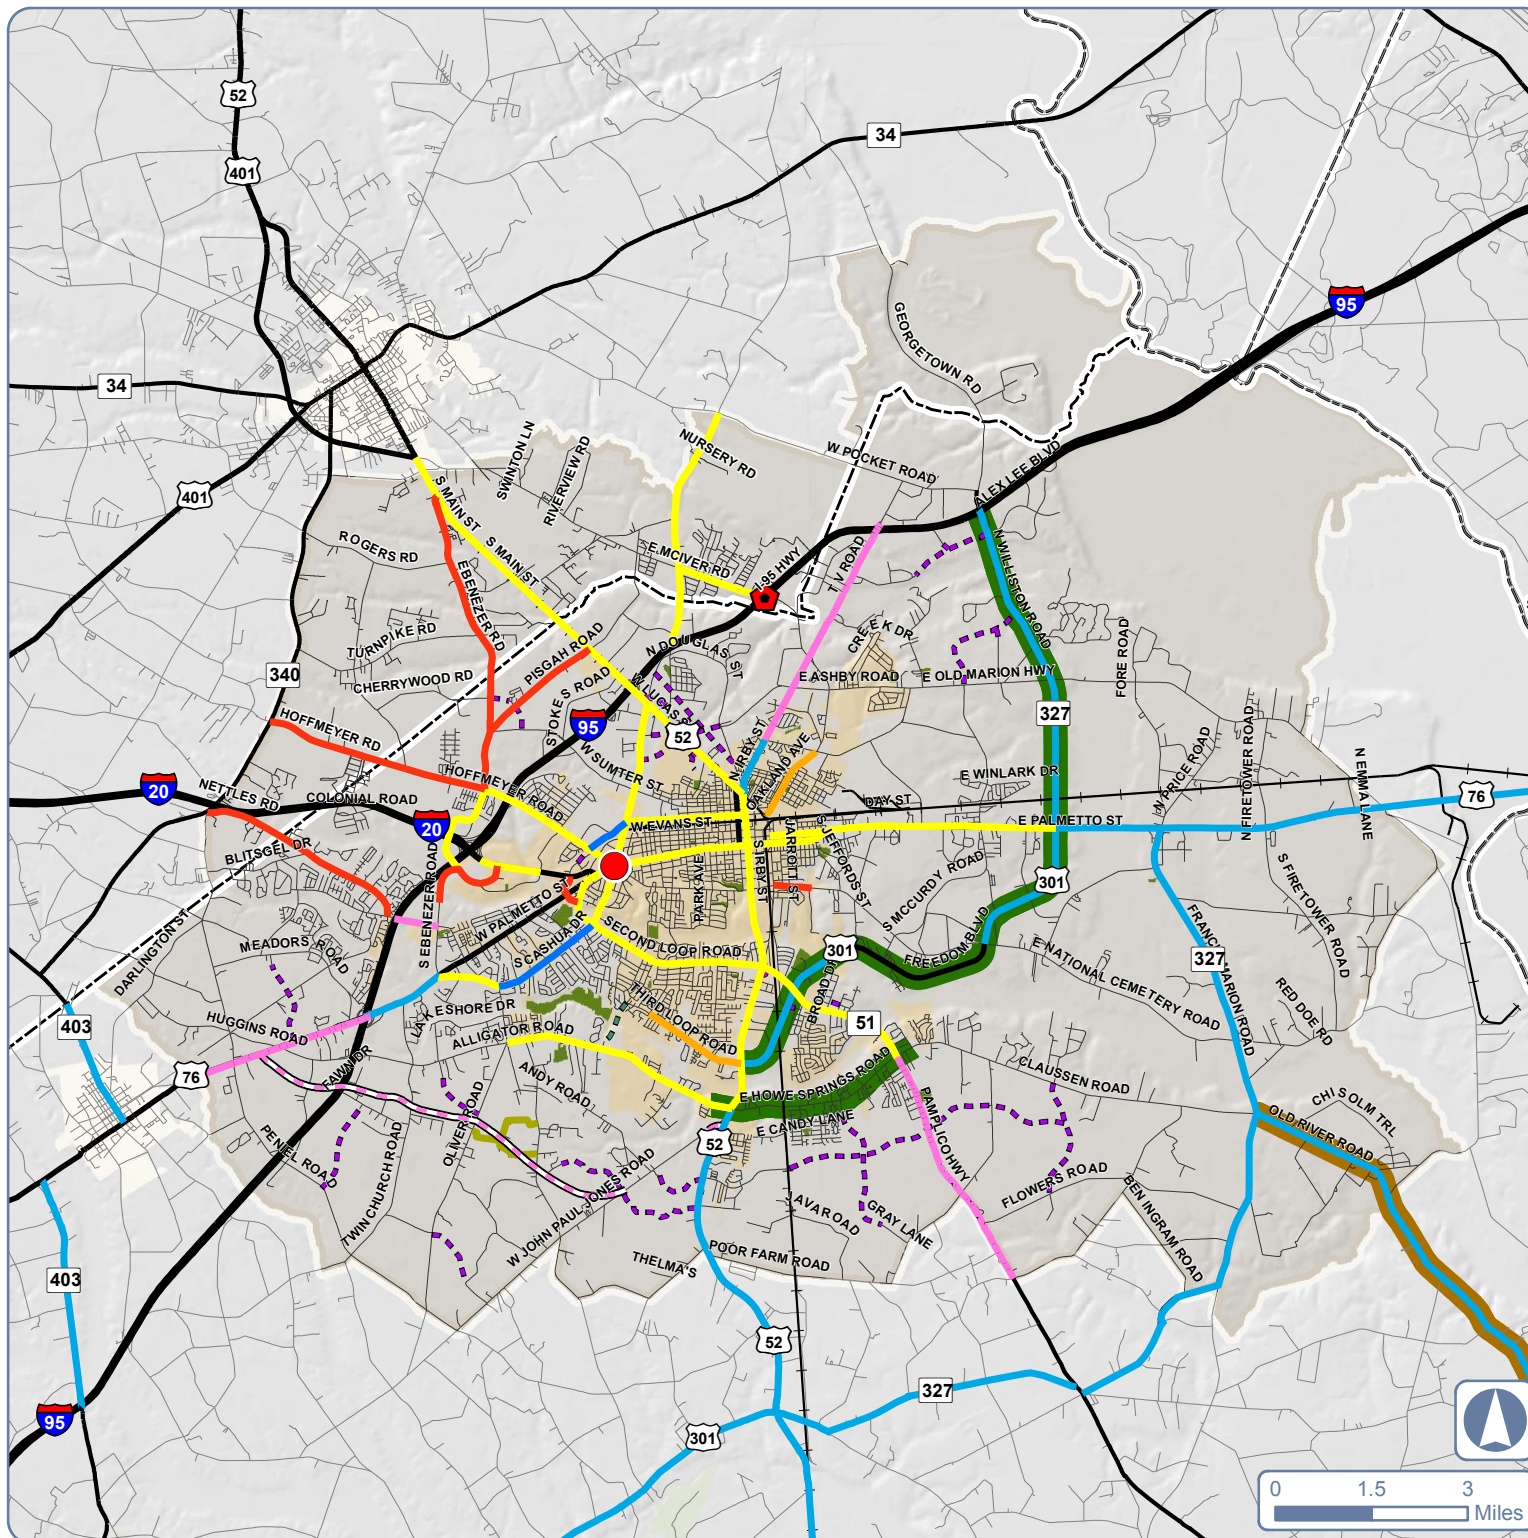 52
401
34
95
GEORGETOWN RD
34
401
NURSERY RD
W POCKET ROAD
ALEX LEE BLVD
SWINTON LN
RIVERVIEW RD
S MAIN ST
S MAIN ST
ROGERS RD
E MCIVER RD
I-95 HWY
T V ROAD
N WILLISTON ROAD
EBENEZER RD
TURNPIKE RD
PISGAH ROAD
N DOUGLAS ST
CREEK DR
E ASHBY ROAD
E OLD MARION HWY
FORE ROAD
340
CHERRYWOOD RD
STOKES ROAD
95
W LUCAS ST
52
327
HOFFMEYER RD
W SUMTER ST
N IRBY ST
OAKLAND AVE
N PRICE ROAD
N FIRETOWER ROAD
N EMMA LANE
20
NETTLES RD
COLONIAL ROAD
HOFFMEYER ROAD
E WINLARK DR
76
DAY ST
20
W EVANS ST
E PALMETTO ST
BLITSGEL DR
S EBENEZER ROAD
PARK AVE
S IRBY ST
JARROTT ST
S JEFFORDS ST
S MCCURDY ROAD
301
S FIRETOWER ROAD
W PALMETTO ST
DARLINGTON ST
MEADORS ROAD
S CASHUA DR
SECOND LOOP ROAD
301
FREEDOM BLVD
E NATIONAL CEMETERY ROAD
FRANCIS MARION ROAD
327
RED DOE RD
403
HUGGINS ROAD
LAKESHORE DR
ALLIGATOR ROAD
THIRD LOOP ROAD
BROAD DR
51
76
FAWN DR
ANDY ROAD
E HOWE SPRINGS ROAD
CLAUSSEN ROAD
CHISOLM TRL
OLD RIVER ROAD
PENIEL ROAD
TWIN CHURCH ROAD
OLIVER ROAD
52
E CANDY LANE
PAMPLICO HWY
W JOHN PAUL JONES ROAD
JAVA ROAD
GRAY LANE
FLOWERS ROAD
BEN INGRAM ROAD
THELMA'S
POOR FARM ROAD
403
52
327
95
301
0 1.5 3
Miles